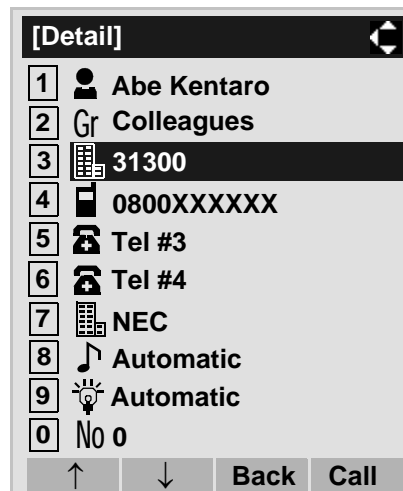 [Detail]
1 Abe Kentaro
2 Gr Colleagues
3 31300
4 0800XXXXXX
5 Tel #3
6 Tel #4
7 NEC
8 Automatic
9 Automatic
0 No 0
↑ ↓ Back Call